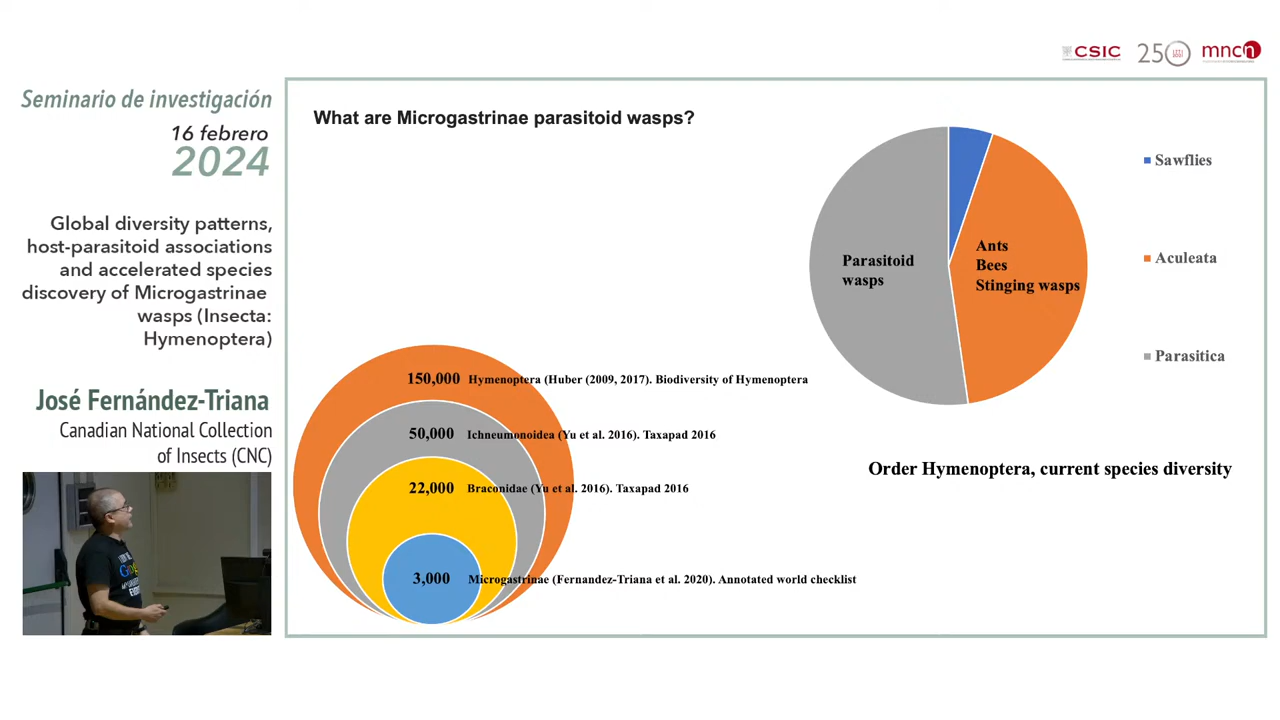 CSIC
25
mncn
Seminario de investigación
16 febrero
2024
Global diversity patterns,
host-parasitoid associations
and accelerated species
discovery of Microgastrinae
wasps (Insecta:
Hymenoptera)
José Fernández-Triana
Canadian National Collection
of Insects (CNC)
What are Microgastrinae parasitoid wasps?
150,000 Hymenoptera (Huber (2009, 2017). Biodiversity of Hymenoptera
50,000 Ichneumonoidea (Yu et al. 2016). Taxapad 2016
22,000 Braconidae (Yu et al. 2016). Taxapad 2016
3,000 Microgastrinae (Fernandez-Triana et al. 2020). Annotated world checklist
Parasitoid
wasps
Ants
Bees
Stinging wasps
Sawflies
Aculeata
Parasitica
Order Hymenoptera, current species diversity